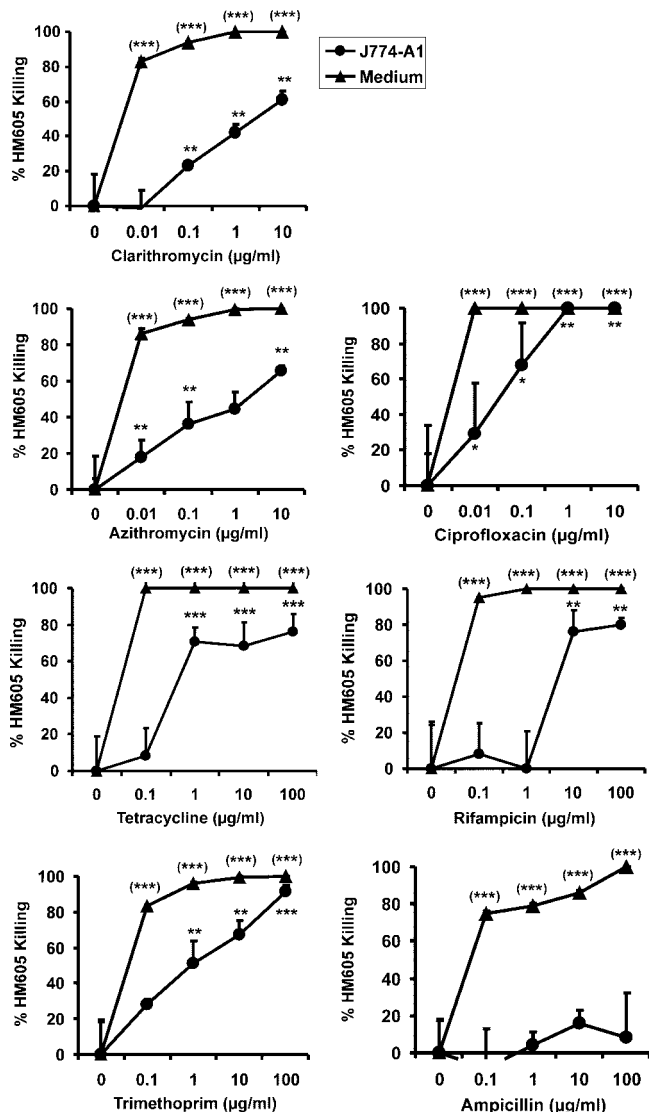 (***) (***) (***) (***)
100
80
60
40
20
0
% HM605 Killing
** ** **
0 0.01 0.1 1 10
Clarithromycin (µg/ml)
J774-A1
Medium
(***) (***) (***) (***)
100
80
60
40
20
0
% HM605 Killing
** ** **
0 0.01 0.1 1 10
Azithromycin (µg/ml)
(***) (***) (***) (***)
100
80
60
40
20
0
% HM605 Killing
* * ** **
0 0.01 0.1 1 10
Ciprofloxacin (µg/ml)
(***) (***) (***) (***)
100
80
60
40
20
0
% HM605 Killing
*** *** ***
0 0.1 1 10 100
Tetracycline (µg/ml)
(***) (***) (***) (***)
100
80
60
40
20
0
% HM605 Killing
** **
0 0.1 1 10 100
Rifampicin (µg/ml)
(***) (***) (***) (***)
100
80
60
40
20
0
% HM605 Killing
** ** ***
0 0.1 1 10 100
Trimethoprim (µg/ml)
(***) (***) (***) (***)
100
80
60
40
20
0
% HM605 Killing
0 0.1 1 10 100
Ampicillin (µg/ml)